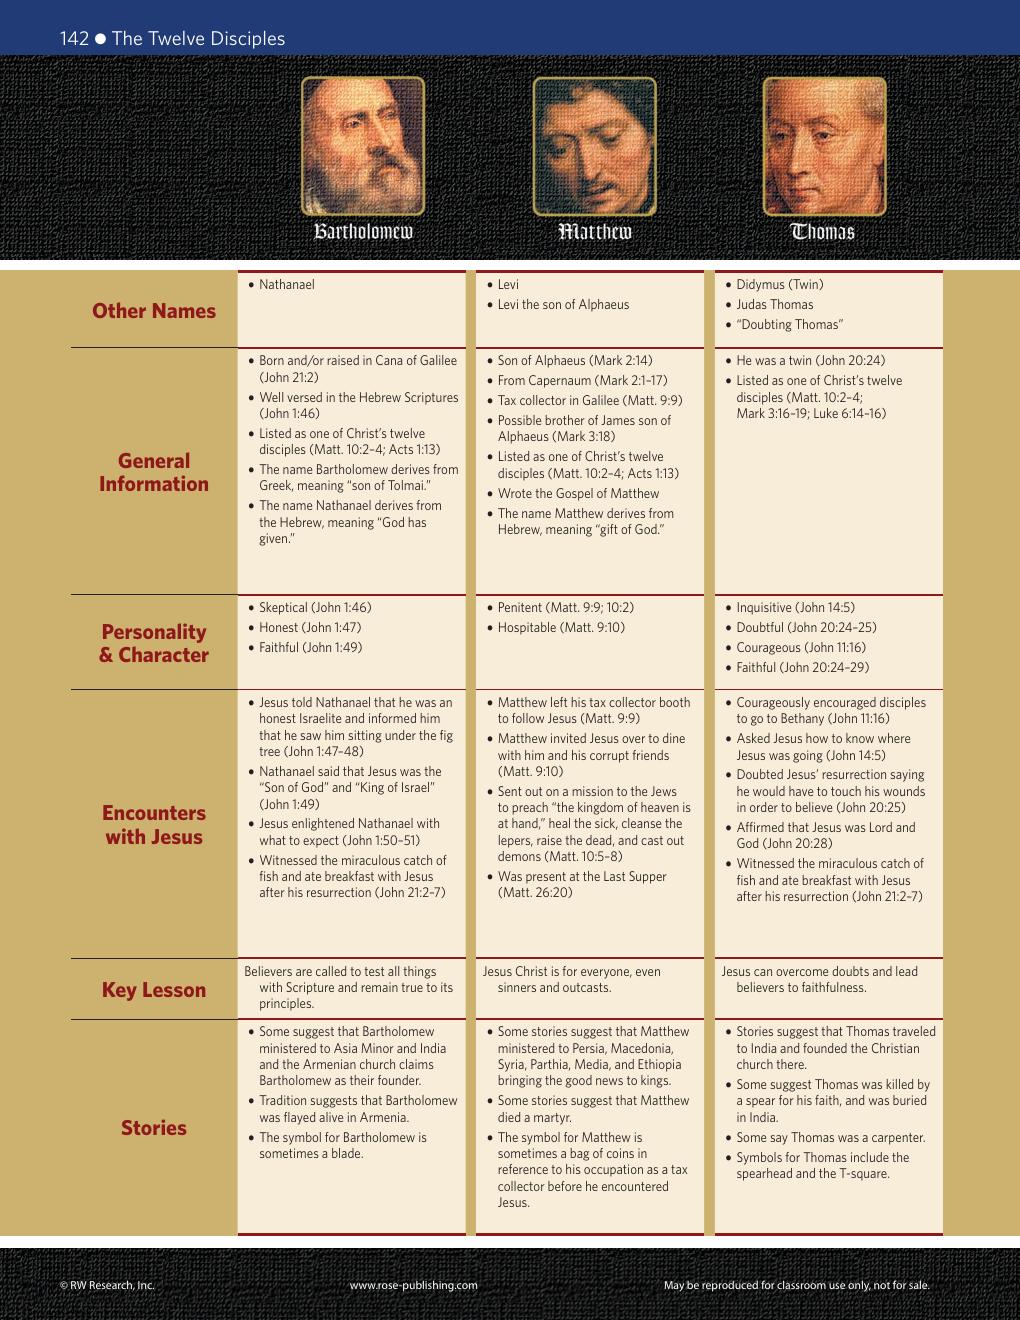 142 ● The Twelve Disciples
Bartholomew
Matthew
Thomas
Other Names
• Nathanael
• Levi
• Levi the son of Alphaeus
• Didymus (Twin)
• Judas Thomas
• “Doubting Thomas”
General
Information
• Born and/or raised in Cana of Galilee
(John 21:2)
• Well versed in the Hebrew Scriptures
(John 1:46)
• Listed as one of Christ’s twelve
disciples (Matt. 10:2–4; Acts 1:13)
• The name Bartholomew derives from
Greek, meaning “son of Tolmai.”
• The name Nathanael derives from
the Hebrew, meaning “God has
given.”
• Son of Alphaeus (Mark 2:14)
• From Capernaum (Mark 2:1–17)
• Tax collector in Galilee (Matt. 9:9)
• Possible brother of James son of
Alphaeus (Mark 3:18)
• Listed as one of Christ’s twelve
disciples (Matt. 10:2–4; Acts 1:13)
• Wrote the Gospel of Matthew
• The name Matthew derives from
Hebrew, meaning “gift of God.”
• He was a twin (John 20:24)
• Listed as one of Christ’s twelve
disciples (Matt. 10:2–4;
Mark 3:16–19; Luke 6:14–16)
Personality
& Character
• Skeptical (John 1:46)
• Honest (John 1:47)
• Faithful (John 1:49)
• Penitent (Matt. 9:9; 10:2)
• Hospitable (Matt. 9:10)
• Inquisitive (John 14:5)
• Doubtful (John 20:24–25)
• Courageous (John 11:16)
• Faithful (John 20:24–29)
Encounters
with Jesus
• Jesus told Nathanael that he was an
honest Israelite and informed him
that he saw him sitting under the fig
tree (John 1:47–48)
• Nathanael said that Jesus was the
“Son of God” and “King of Israel”
(John 1:49)
• Jesus enlightened Nathanael with
what to expect (John 1:50–51)
• Witnessed the miraculous catch of
fish and ate breakfast with Jesus
after his resurrection (John 21:2–7)
• Matthew left his tax collector booth
to follow Jesus (Matt. 9:9)
• Matthew invited Jesus over to dine
with him and his corrupt friends
(Matt. 9:10)
• Sent out on a mission to the Jews
to preach “the kingdom of heaven is
at hand,” heal the sick, cleanse the
lepers, raise the dead, and cast out
demons (Matt. 10:5–8)
• Was present at the Last Supper
(Matt. 26:20)
• Courageously encouraged disciples
to go to Bethany (John 11:16)
• Asked Jesus how to know where
Jesus was going (John 14:5)
• Doubted Jesus’ resurrection saying
he would have to touch his wounds
in order to believe (John 20:25)
• Affirmed that Jesus was Lord and
God (John 20:28)
• Witnessed the miraculous catch of
fish and ate breakfast with Jesus
after his resurrection (John 21:2–7)
Key Lesson
Believers are called to test all things
with Scripture and remain true to its
principles.
Jesus Christ is for everyone, even
sinners and outcasts.
Jesus can overcome doubts and lead
believers to faithfulness.
Stories
• Some suggest that Bartholomew
ministered to Asia Minor and India
and the Armenian church claims
Bartholomew as their founder.
• Tradition suggests that Bartholomew
was flayed alive in Armenia.
• The symbol for Bartholomew is
sometimes a blade.
• Some stories suggest that Matthew
ministered to Persia, Macedonia,
Syria, Parthia, Media, and Ethiopia
bringing the good news to kings.
• Some stories suggest that Matthew
died a martyr.
• The symbol for Matthew is
sometimes a bag of coins in
reference to his occupation as a tax
collector before he encountered
Jesus.
• Stories suggest that Thomas traveled
to India and founded the Christian
church there.
• Some suggest Thomas was killed by
a spear for his faith, and was buried
in India.
• Some say Thomas was a carpenter.
• Symbols for Thomas include the
spearhead and the T-square.
© RW Research, Inc.
www.rose-publishing.com
May be reproduced for classroom use only, not for sale.